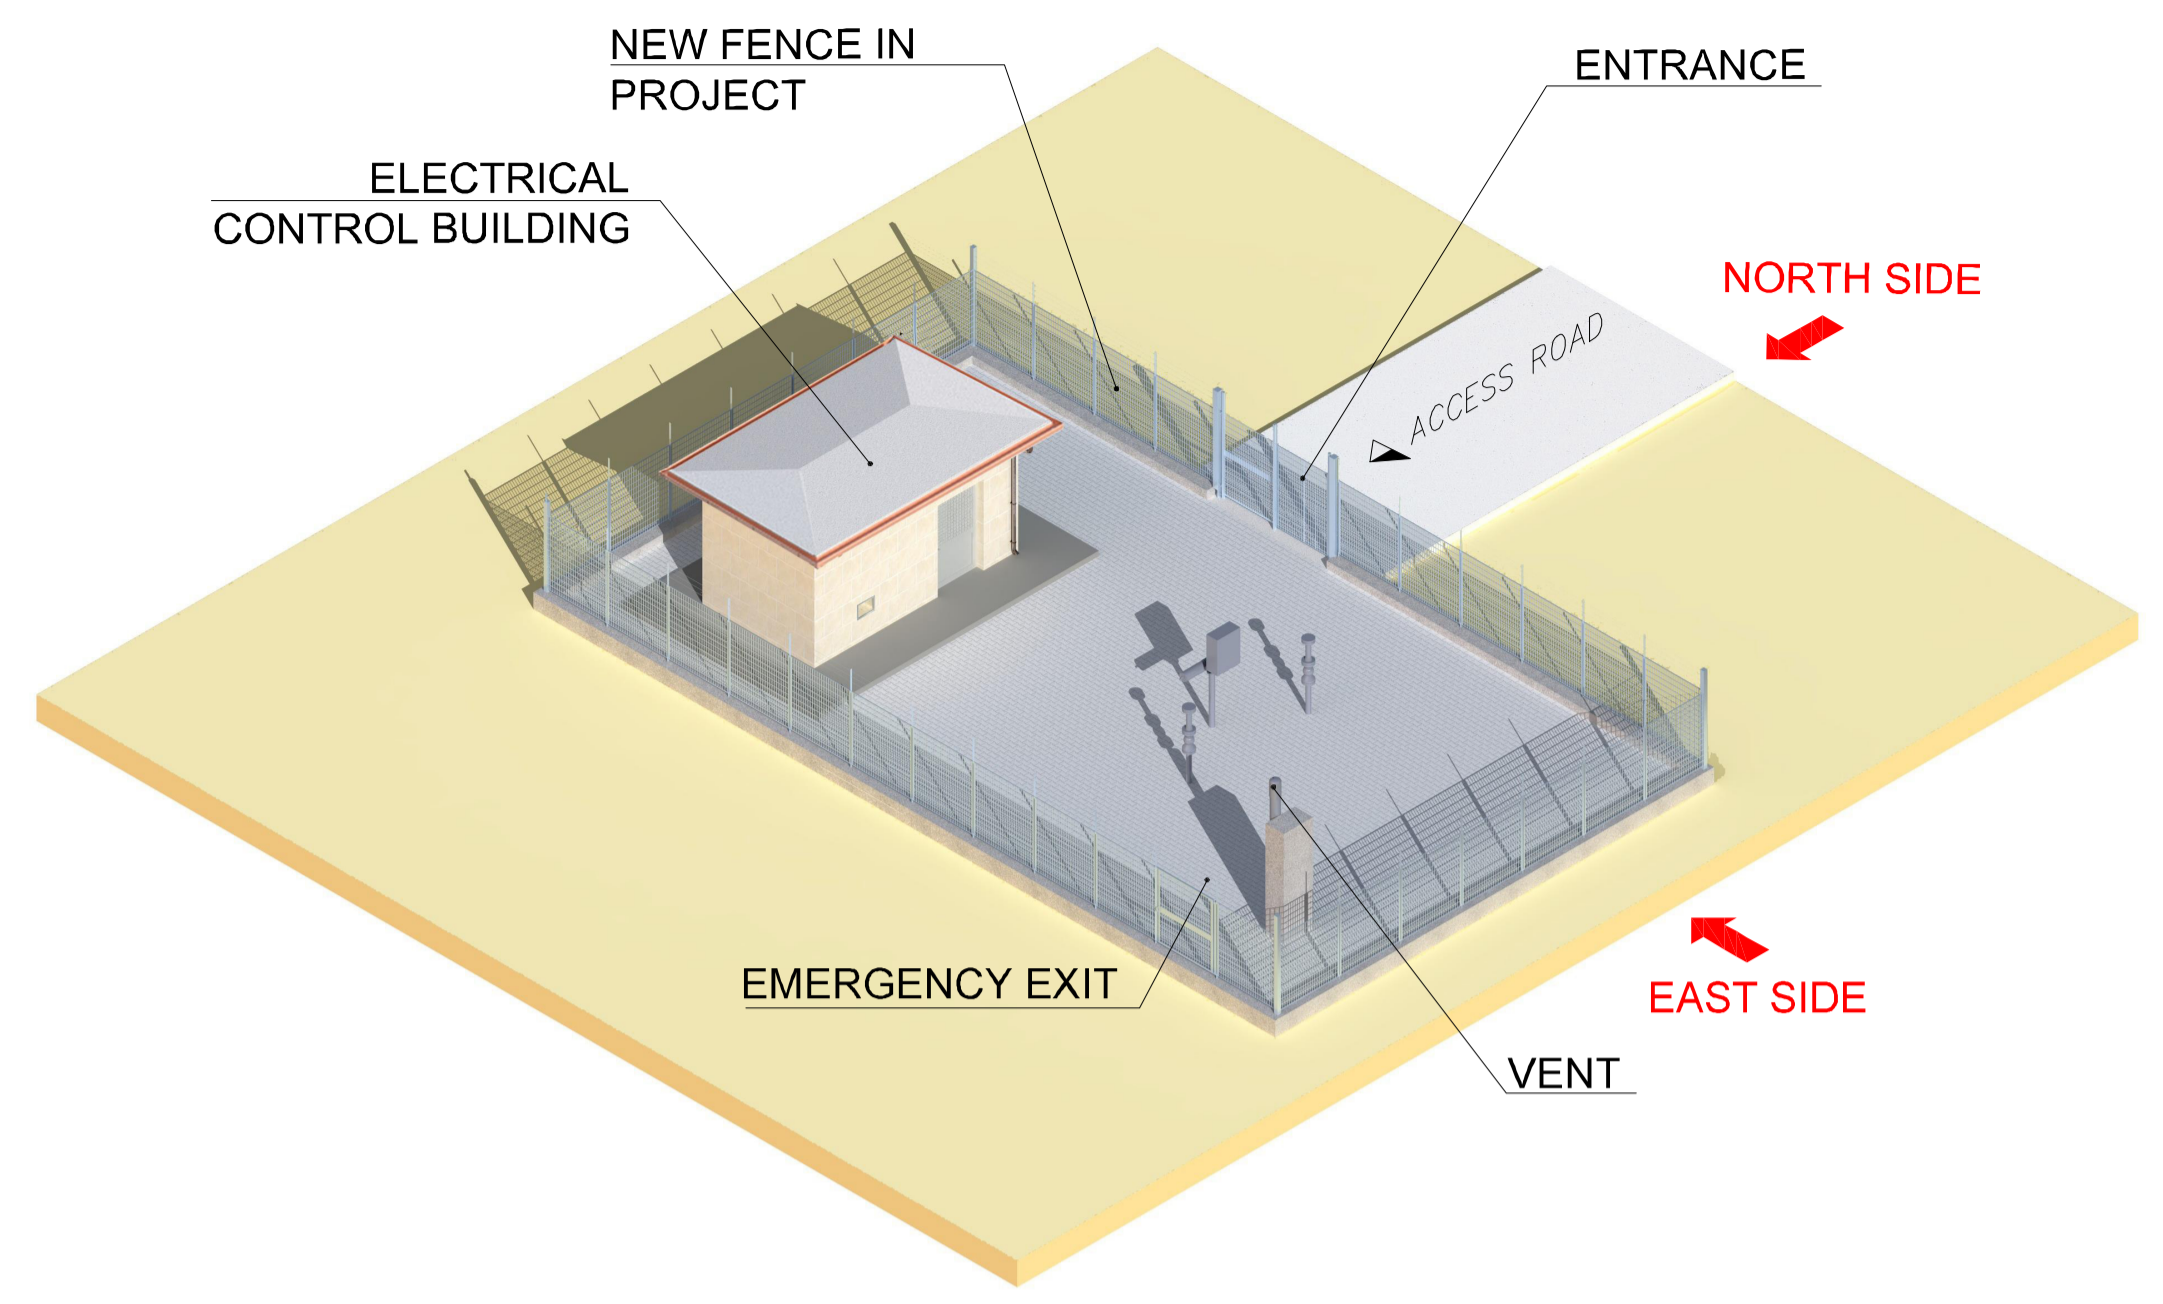 NEW FENCE IN
PROJECT
ENTRANCE
ELECTRICAL
CONTROL BUILDING
NORTH SIDE
ACCESS ROAD
EMERGENCY EXIT
EAST SIDE
VENT